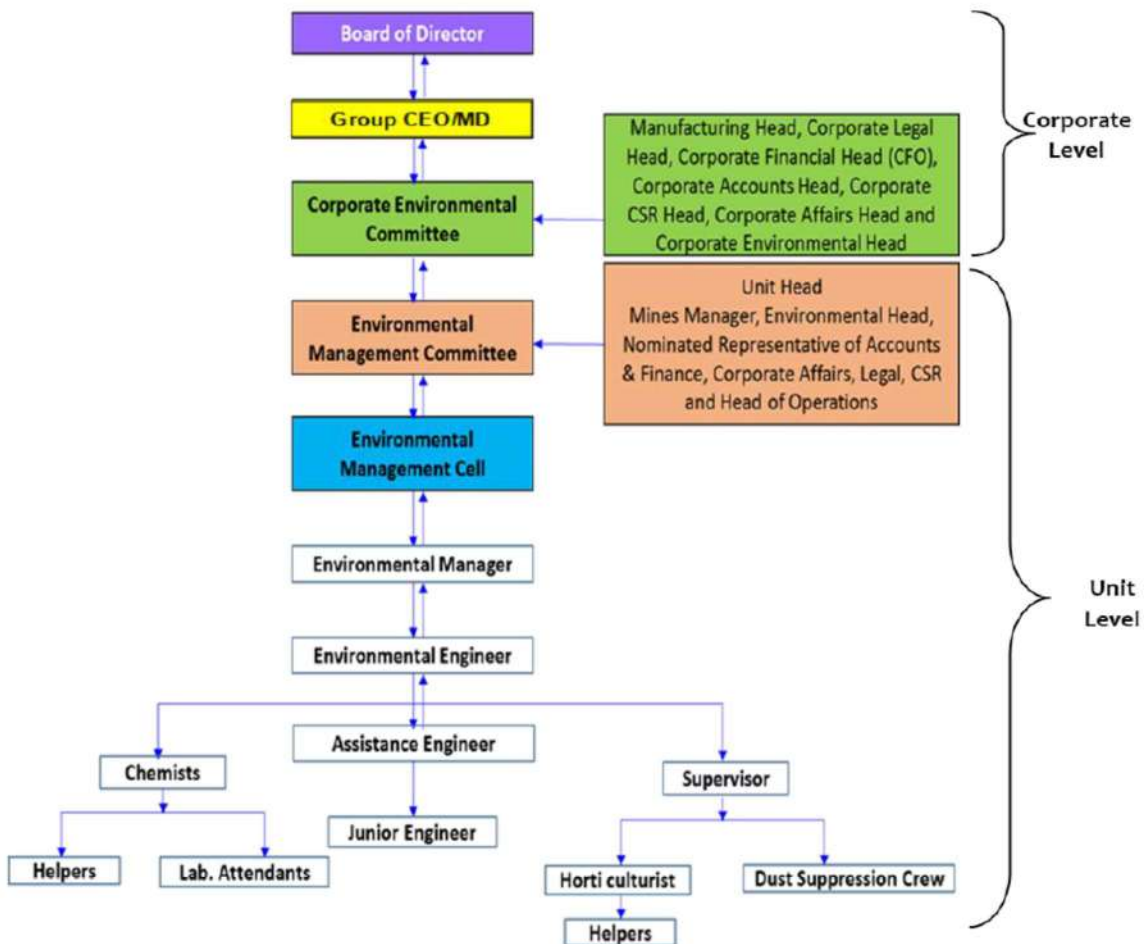 Board of Director
Group CEO/MD
Corporate Environmental
Committee
Manufacturing Head, Corporate Legal
Head, Corporate Financial Head (CFO),
Corporate Accounts Head, Corporate
CSR Head, Corporate Affairs Head and
Corporate Environmental Head
Corporate
Level
Environmental
Management Committee
Unit Head
Mines Manager, Environmental Head,
Nominated Representative of Accounts
& Finance, Corporate Affairs, Legal, CSR
and Head of Operations
Environmental
Management Cell
Environmental Manager
Unit
Level
Environmental Engineer
Assistance Engineer
Chemists
Supervisor
Junior Engineer
Helpers
Lab. Attendants
Horti culturist
Dust Suppression Crew
Helpers